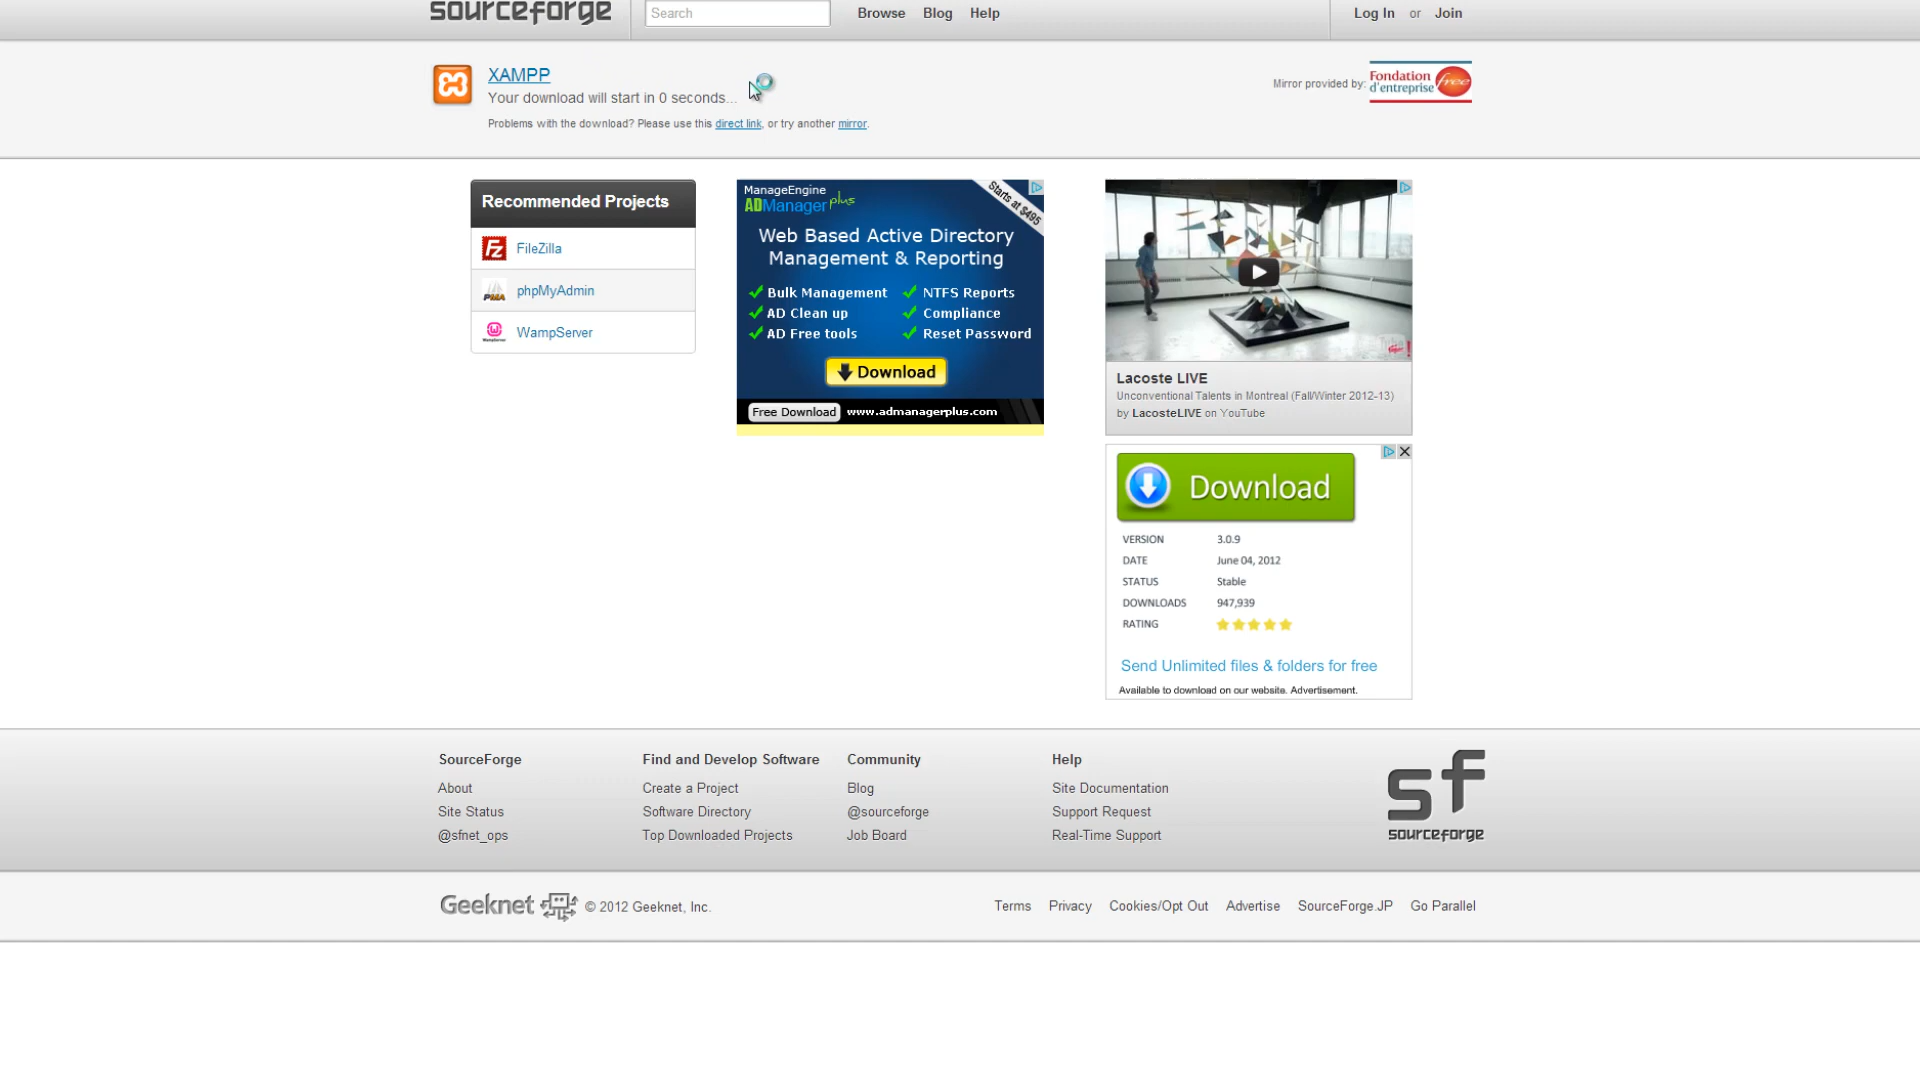 sourceforge
Search
Browse
Blog
Help
Log In or Join
XAMPP
Your download will start in 0 seconds...
Problems with the download? Please use this direct link, or try another mirror.
Mirror provided by:
Fondation
d'entreprise
free
Recommended Projects
FileZilla
phpMyAdmin
WampServer
ManageEngine
ADManager plus
Starts at $495
Web Based Active Directory
Management & Reporting
Bulk Management
NTFS Reports
AD Clean up
Compliance
AD Free tools
Reset Password
Download
Free Download www.admanagerplus.com
Lacoste LIVE
Unconventional Talents in Montreal (Fall/Winter 2012-13)
by LacosteLIVE on YouTube
Download
VERSION 3.0.9
DATE June 04, 2012
STATUS Stable
DOWNLOADS 947,939
RATING
Send Unlimited files & folders for free
Available to download on our website. Advertisement.
SourceForge
About
Site Status
@sfnet_ops
Find and Develop Software
Create a Project
Software Directory
Top Downloaded Projects
Community
Blog
@sourceforge
Job Board
Help
Site Documentation
Support Request
Real-Time Support
sf
sourceforge
Geeknet © 2012 Geeknet, Inc.
Terms Privacy Cookies/Opt Out Advertise SourceForge.JP Go Parallel